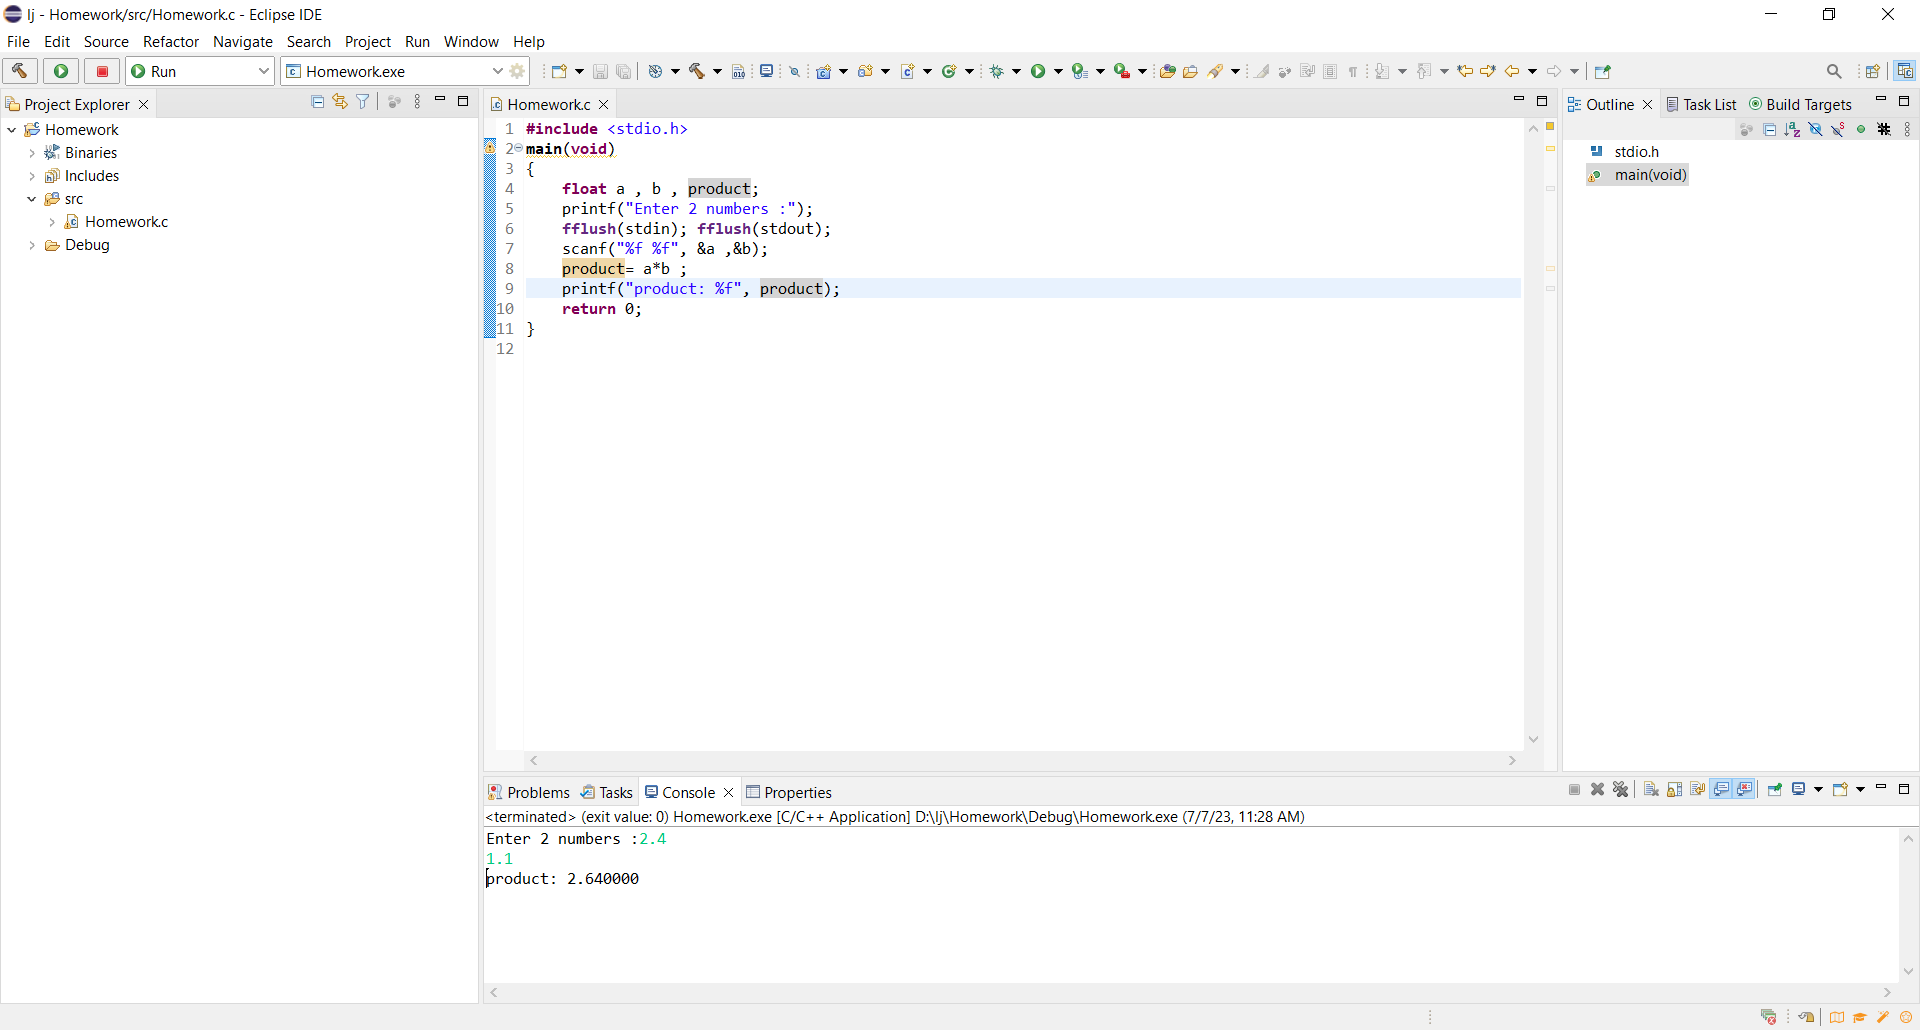 lj - Homework/src/Homework.c - Eclipse IDE
File Edit Source Refactor Navigate Search Project Run Window Help
Run Homework.exe
Project Explorer
Homework
Binaries
Includes
src
Homework.c
Debug
Homework.c
1 #include <stdio.h>
2 main(void)
3 {
4 float a , b , product;
5 printf("Enter 2 numbers :");
6 fflush(stdin); fflush(stdout);
7 scanf("%f %f", &a ,&b);
8 product= a*b ;
9 printf("product: %f", product);
10 return 0;
11 }
12
Outline Task List Build Targets
stdio.h
main(void)
Problems Tasks Console Properties
<terminated> (exit value: 0) Homework.exe [C/C++ Application] D:\lj\Homework\Debug\Homework.exe (7/7/23, 11:28 AM)
Enter 2 numbers :2.4
1.1
product: 2.640000